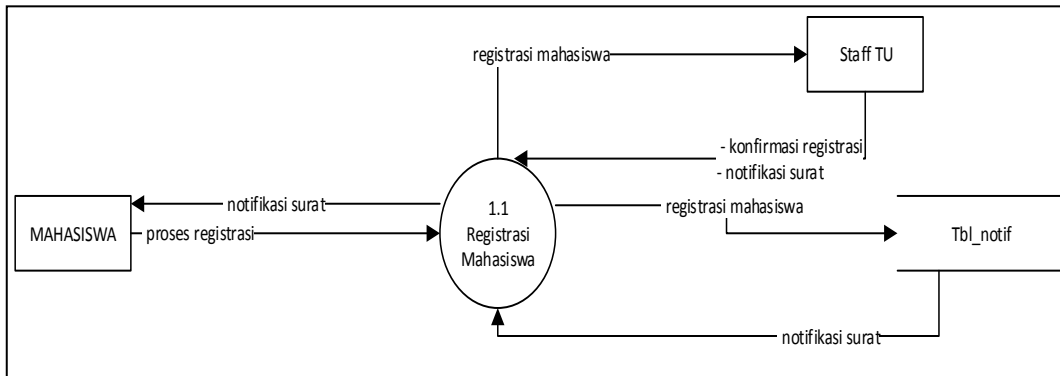 registrasi mahasiswa
Staff TU
- konfirmasi registrasi
- notifikasi surat
notifikasi surat
1.1
Registrasi
Mahasiswa
registrasi mahasiswa
MAHASISWA
proses registrasi
Tbl_notif
notifikasi surat